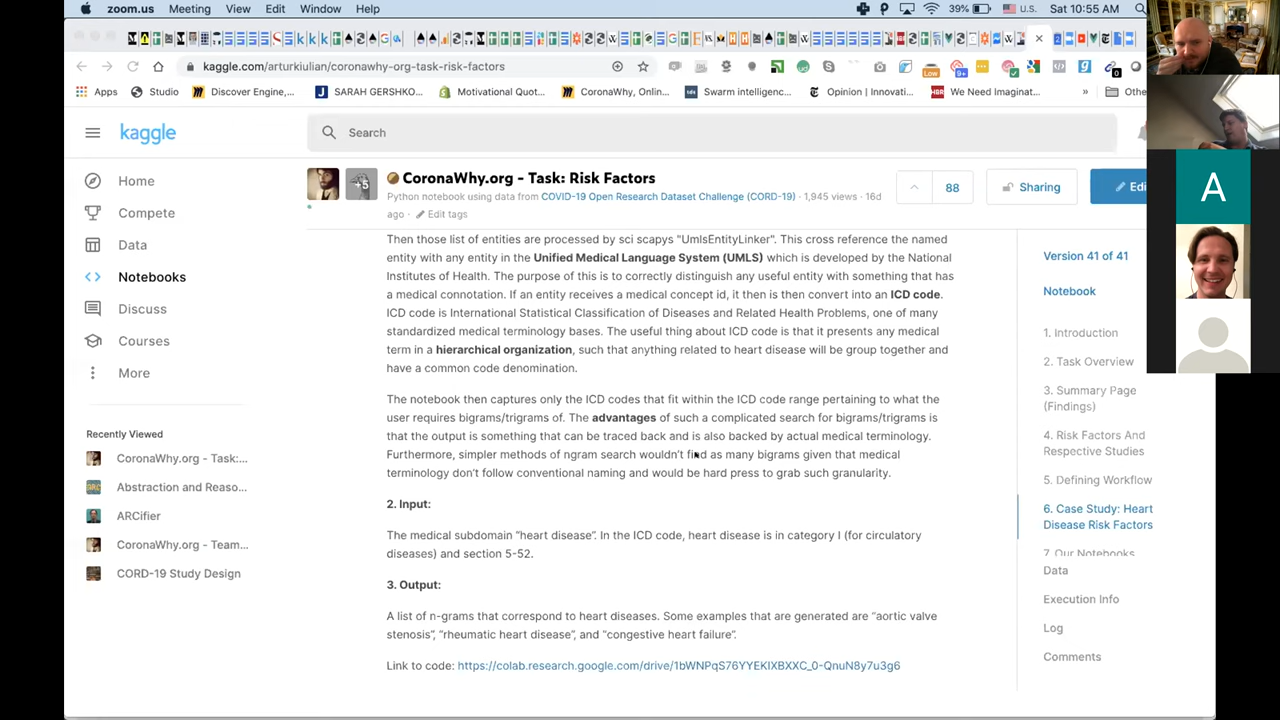 zoom.us Meeting View Edit Window Help 39% U.S. Sat 10:55 AM
kaggle.com/arturkiulian/coronawhy-org-task-risk-factors
Low 9+ 0
Apps Studio Discover Engine,... SARAH GERSHKO... Motivational Quot... CoronaWhy, Onlin... Swarm intelligenc... Opinion | Innovati... We Need Imaginat... » Othe
kaggle
Search
Home
Compete
Data
Notebooks
Discuss
Courses
More
Recently Viewed
CoronaWhy.org - Task:...
Abstraction and Reaso...
ARCifier
CoronaWhy.org - Team...
CORD-19 Study Design
+5
CoronaWhy.org - Task: Risk Factors
Python notebook using data from COVID-19 Open Research Dataset Challenge (CORD-19) · 1,945 views · 16d
ago · Edit tags
88
Sharing
Edi
Then those list of entities are processed by sci scapys "UmlsEntityLinker". This cross reference the named
entity with any entity in the Unified Medical Language System (UMLS) which is developed by the National
Institutes of Health. The purpose of this is to correctly distinguish any useful entity with something that has
a medical connotation. If an entity receives a medical concept id, it then is then convert into an ICD code.
ICD code is International Statistical Classification of Diseases and Related Health Problems, one of many
standardized medical terminology bases. The useful thing about ICD code is that it presents any medical
term in a hierarchical organization, such that anything related to heart disease will be group together and
have a common code denomination.
The notebook then captures only the ICD codes that fit within the ICD code range pertaining to what the
user requires bigrams/trigrams of. The advantages of such a complicated search for bigrams/trigrams is
that the output is something that can be traced back and is also backed by actual medical terminology.
Furthermore, simpler methods of ngram search wouldn't find as many bigrams given that medical
terminology don't follow conventional naming and would be hard press to grab such granularity.
2. Input:
The medical subdomain "heart disease". In the ICD code, heart disease is in category I (for circulatory
diseases) and section 5-52.
3. Output:
A list of n-grams that correspond to heart diseases. Some examples that are generated are "aortic valve
stenosis", "rheumatic heart disease", and "congestive heart failure".
Link to code: https://colab.research.google.com/drive/1bWNPqS76YYEKIXBXXC_0-QnuN8y7u3g6
Version 41 of 41
Notebook
1. Introduction
2. Task Overview
3. Summary Page
(Findings)
4. Risk Factors And
Respective Studies
5. Defining Workflow
6. Case Study: Heart
Disease Risk Factors
7. Our Notebooks
Data
Execution Info
Log
Comments
A